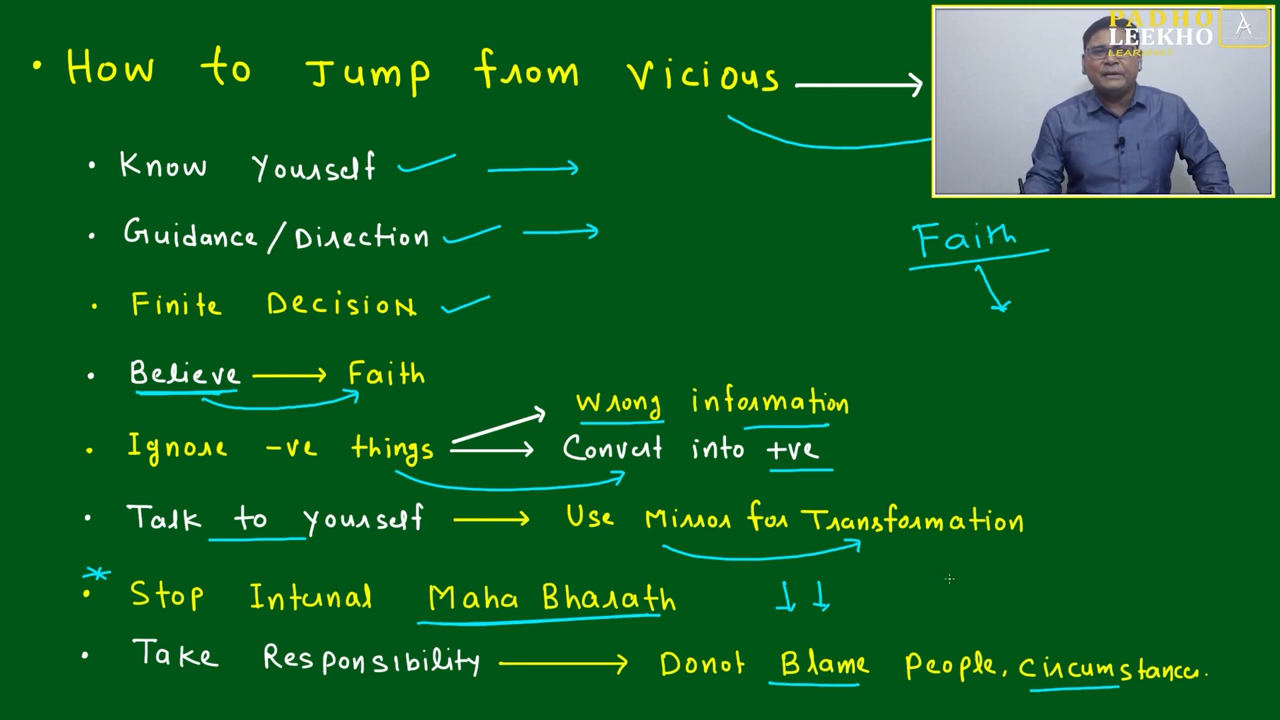 PADHO
LEEKHO
LEARNING
• How to Jump from Vicious →
• Know Yourself
• Guidance / Direction
Faith
• Finite Decision
• Believe → Faith
• Ignore -ve things → Wrong information
→ Convert into +ve
• Talk to yourself → Use Mirror for Transformation
* • Stop Internal Maha Bharath
• Take Responsibility → Donot Blame People, Circumstances.